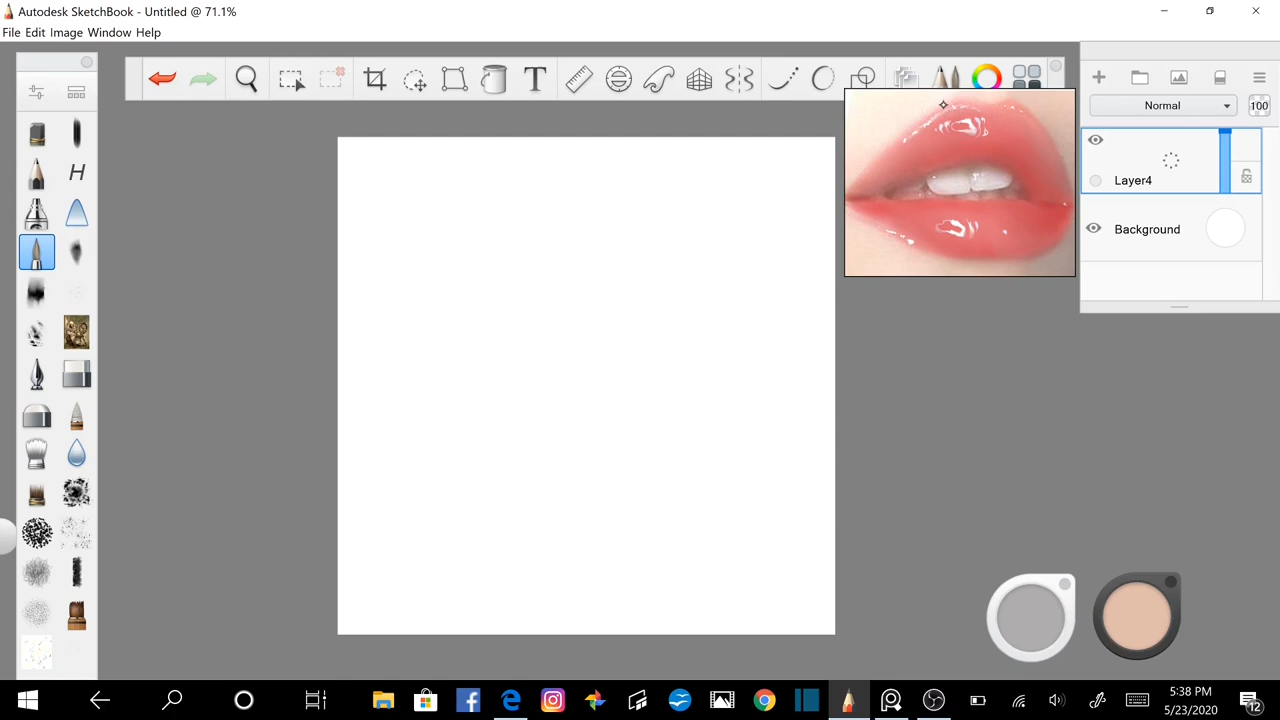 Autodesk SketchBook - Untitled @ 71.1%
File Edit Image Window Help
T
Normal
100
H
Layer4
Background
5:38 PM
5/23/2020
12